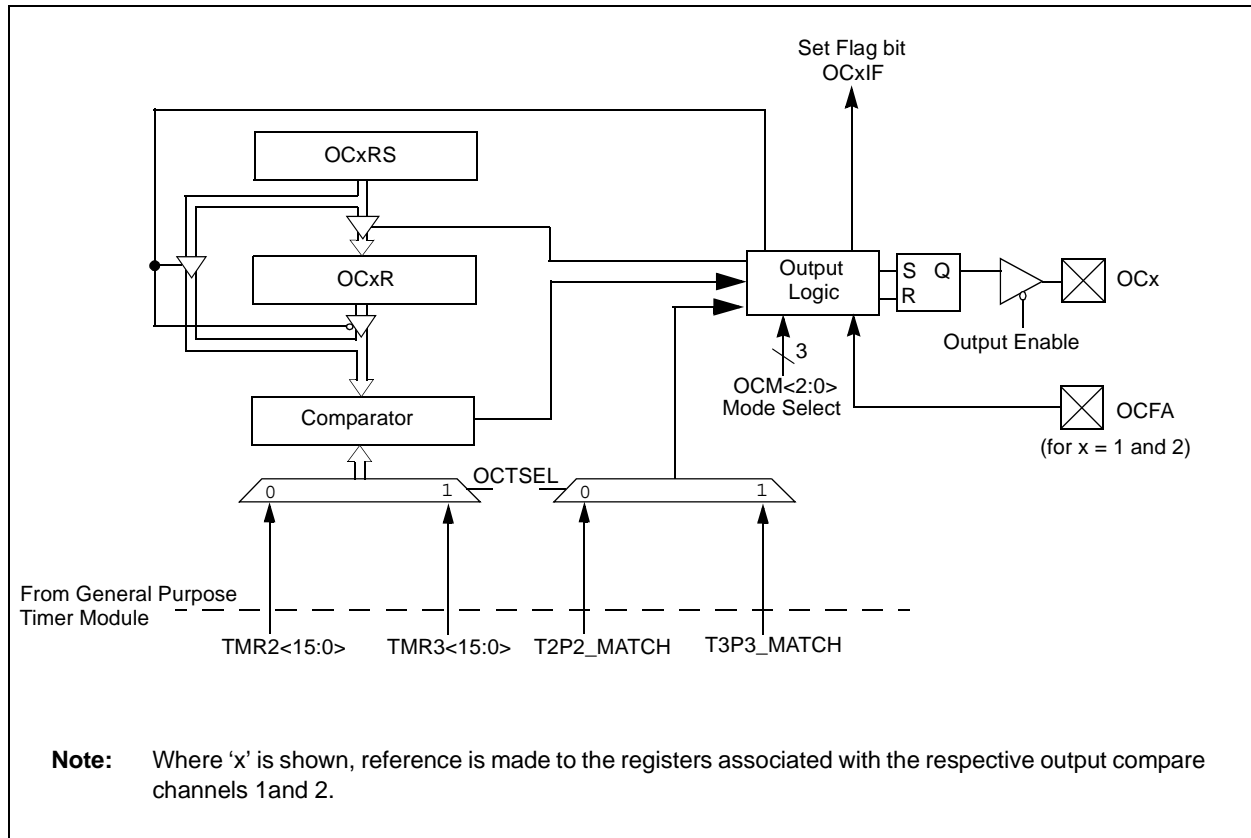 Set Flag bit
OCxIF
OCxRS
OCxR
Output
Logic
S Q
R
OCx
Output Enable
3
OCM<2:0>
Mode Select
OCFA
(for x = 1 and 2)
Comparator
OCTSEL
0 1
0 1
From General Purpose
Timer Module
TMR2<15:0> TMR3<15:0> T2P2_MATCH T3P3_MATCH
Note: Where ‘x’ is shown, reference is made to the registers associated with the respective output compare
channels 1and 2.